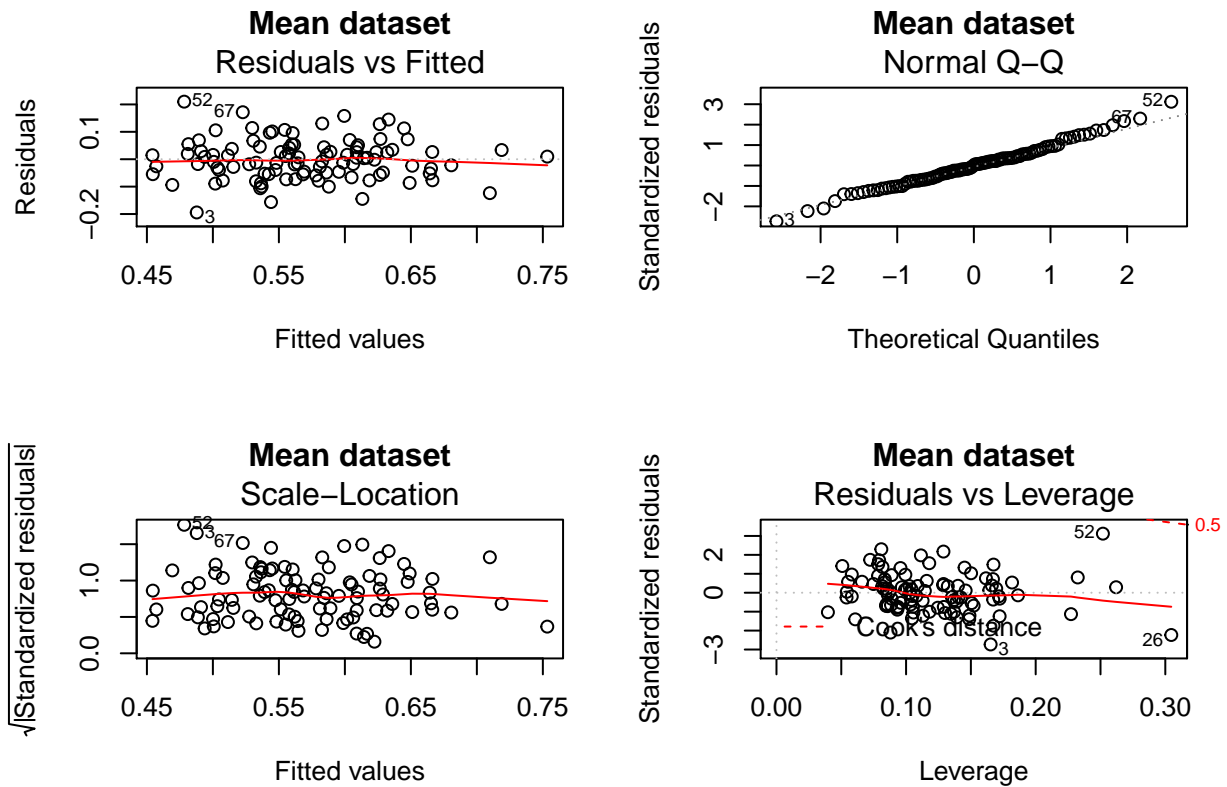 Mean dataset
Residuals vs Fitted
Residuals
−0.2
0.1
52
67
3
0.45
0.55
0.65
0.75
Fitted values
Mean dataset
Normal Q−Q
Standardized residuals
−2
1
3
52
67
3
−2
−1
0
1
2
Theoretical Quantiles
Mean dataset
Scale−Location
√|Standardized residuals|
0.0
1.0
52
3
67
0.45
0.55
0.65
0.75
Fitted values
Mean dataset
Residuals vs Leverage
Standardized residuals
−3
0
2
52
0.5
Cook's distance
3
26
0.00
0.10
0.20
0.30
Leverage